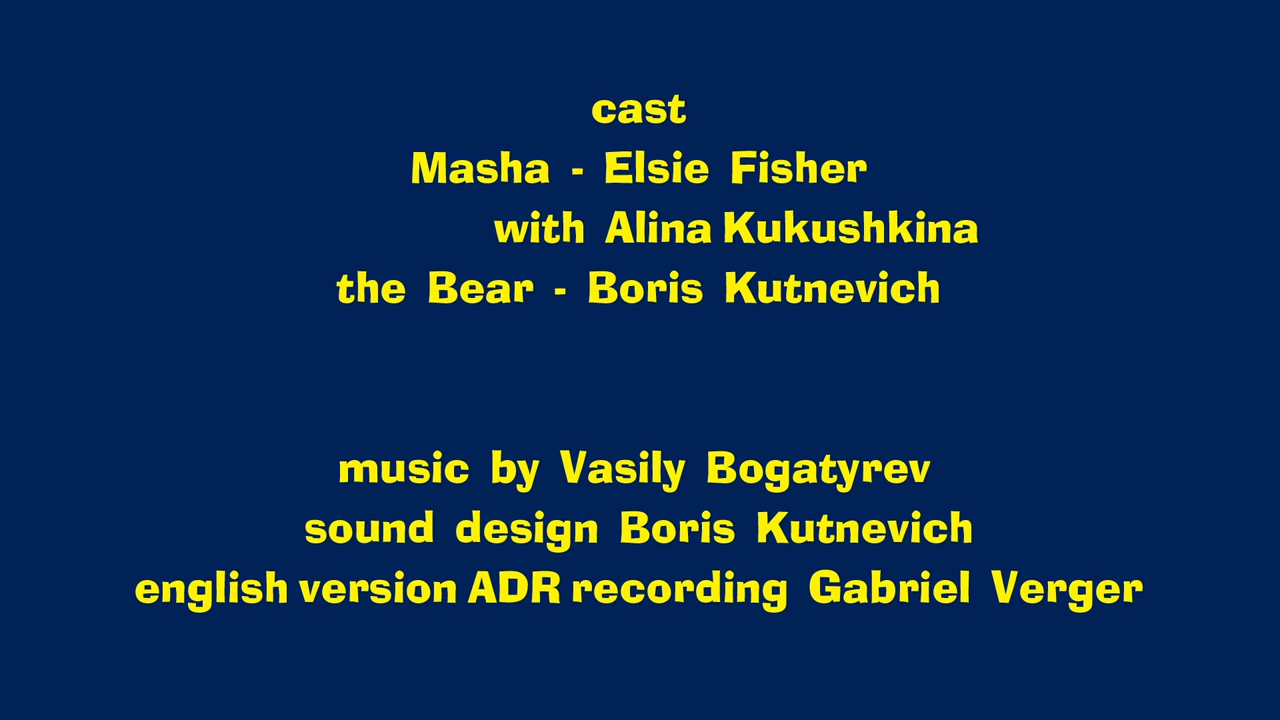 cast
Masha - Elsie Fisher
with Alina Kukushkina
the Bear - Boris Kutnevich
music by Vasily Bogatyrev
sound design Boris Kutnevich
english version ADR recording Gabriel Verger